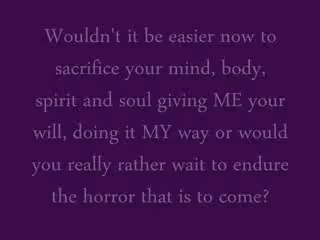 Wouldn't it be easier now to
sacrifice your mind, body,
spirit and soul giving ME your
will, doing it MY way or would
you really rather wait to endure
the horror that is to come?